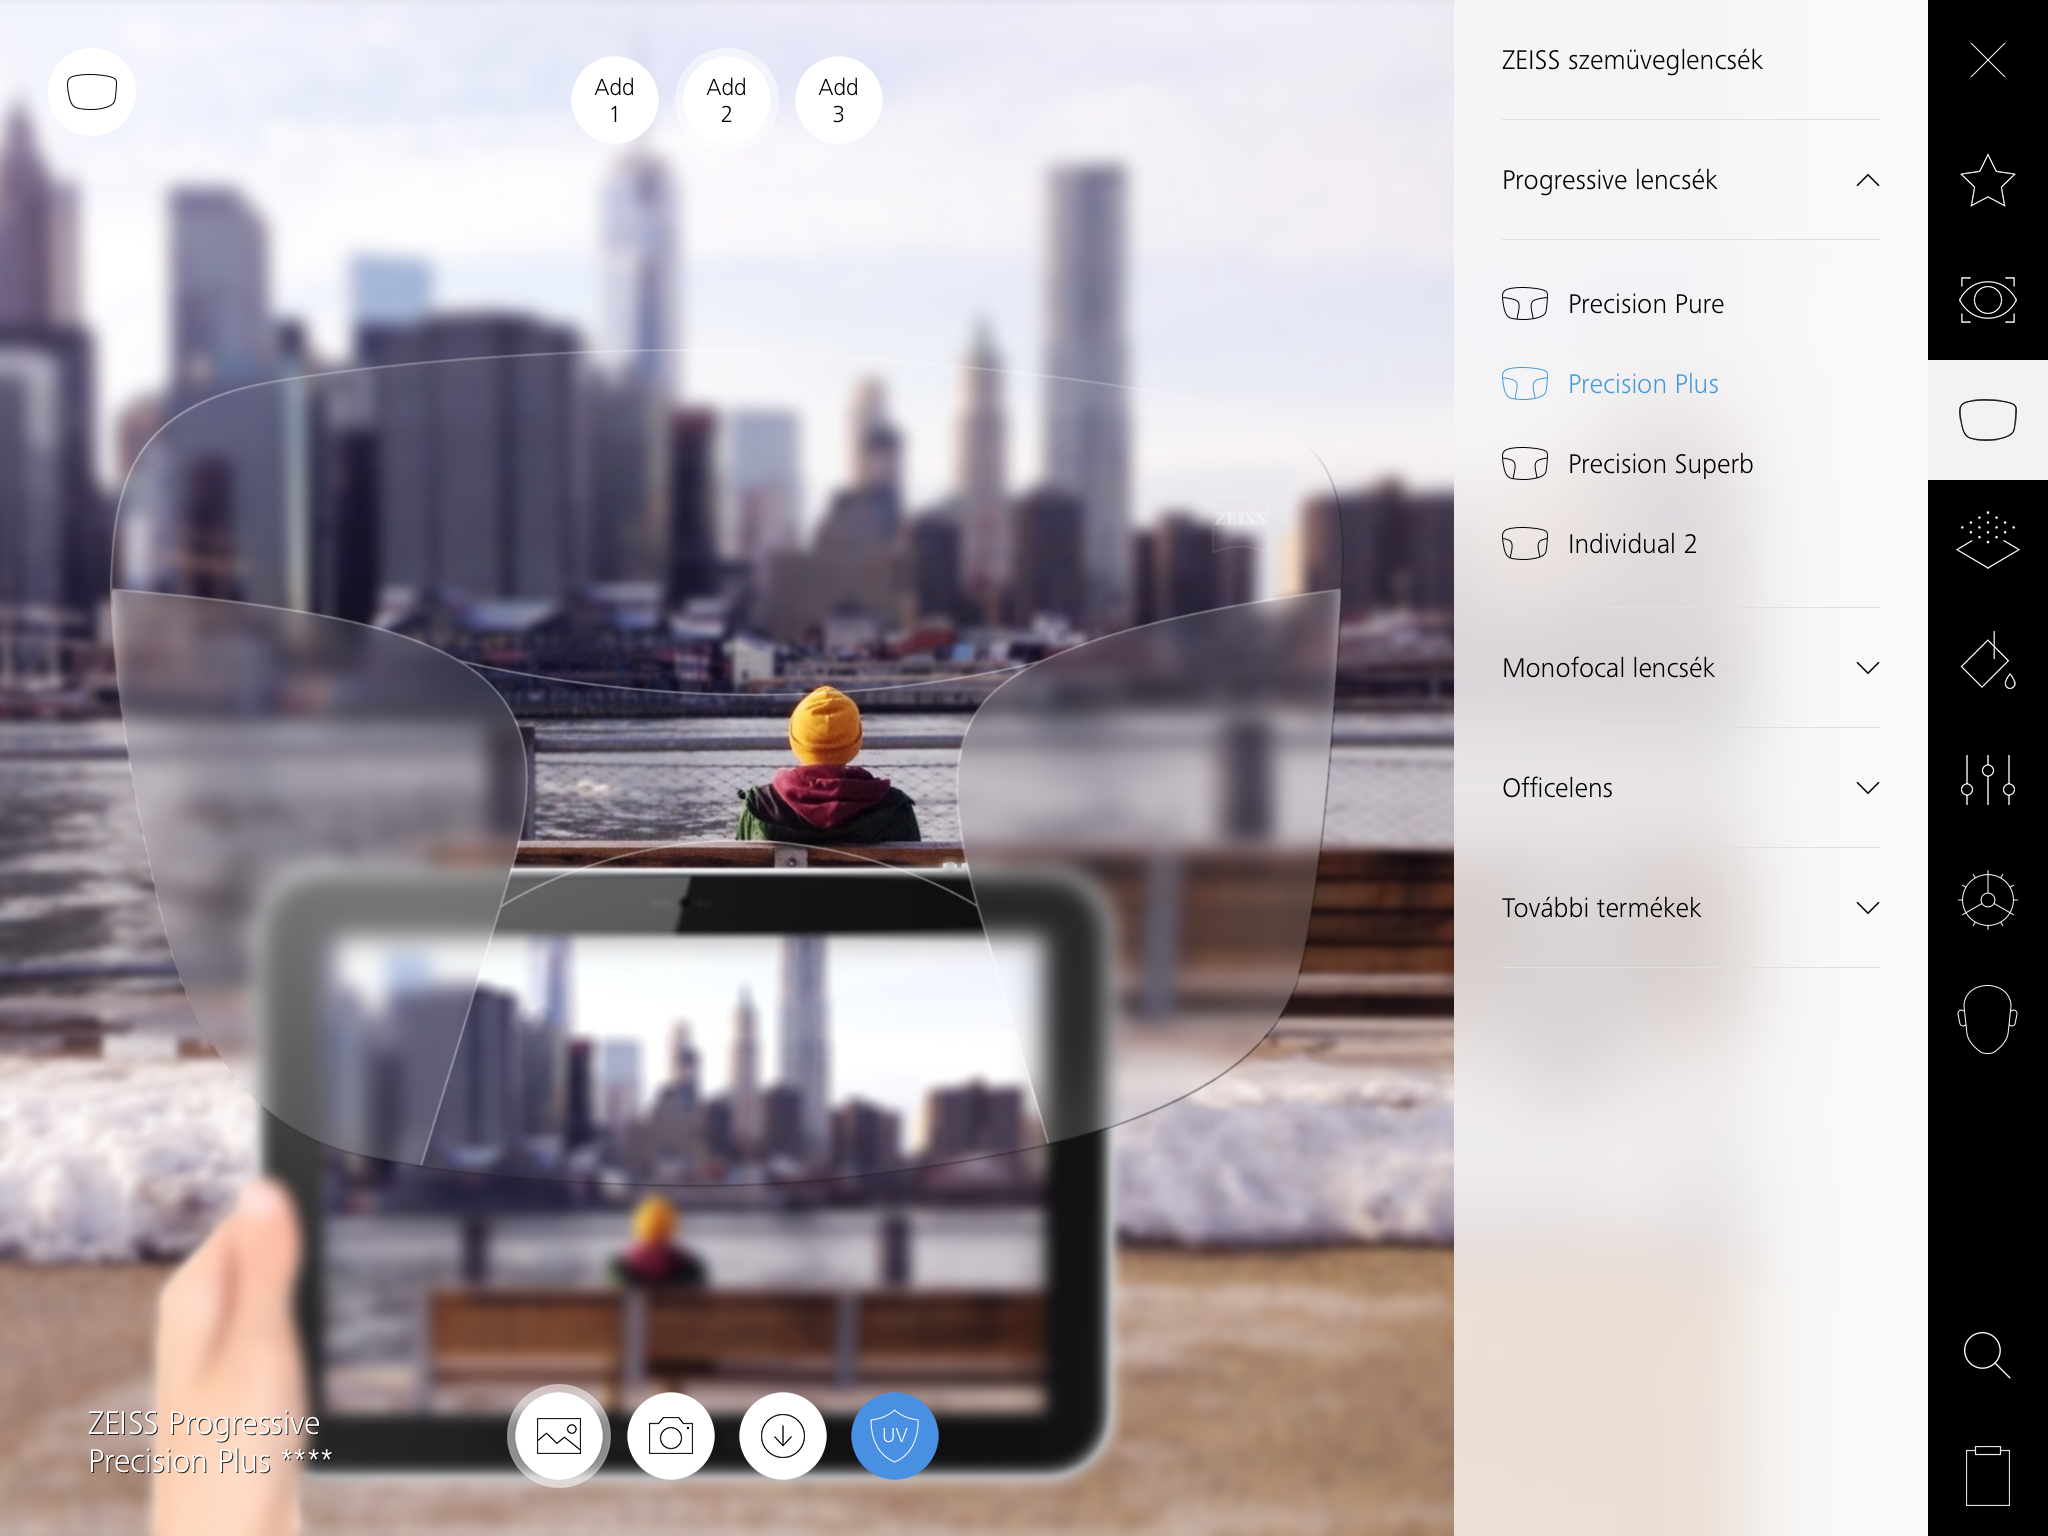 Add
1
Add
2
Add
3
ZEISS
ZEISS Progressive
Precision Plus ****
UV
ZEISS szemüveglencsék
Progressive lencsék
Precision Pure
Precision Plus
Precision Superb
Individual 2
Monofocal lencsék
Officelens
További termékek